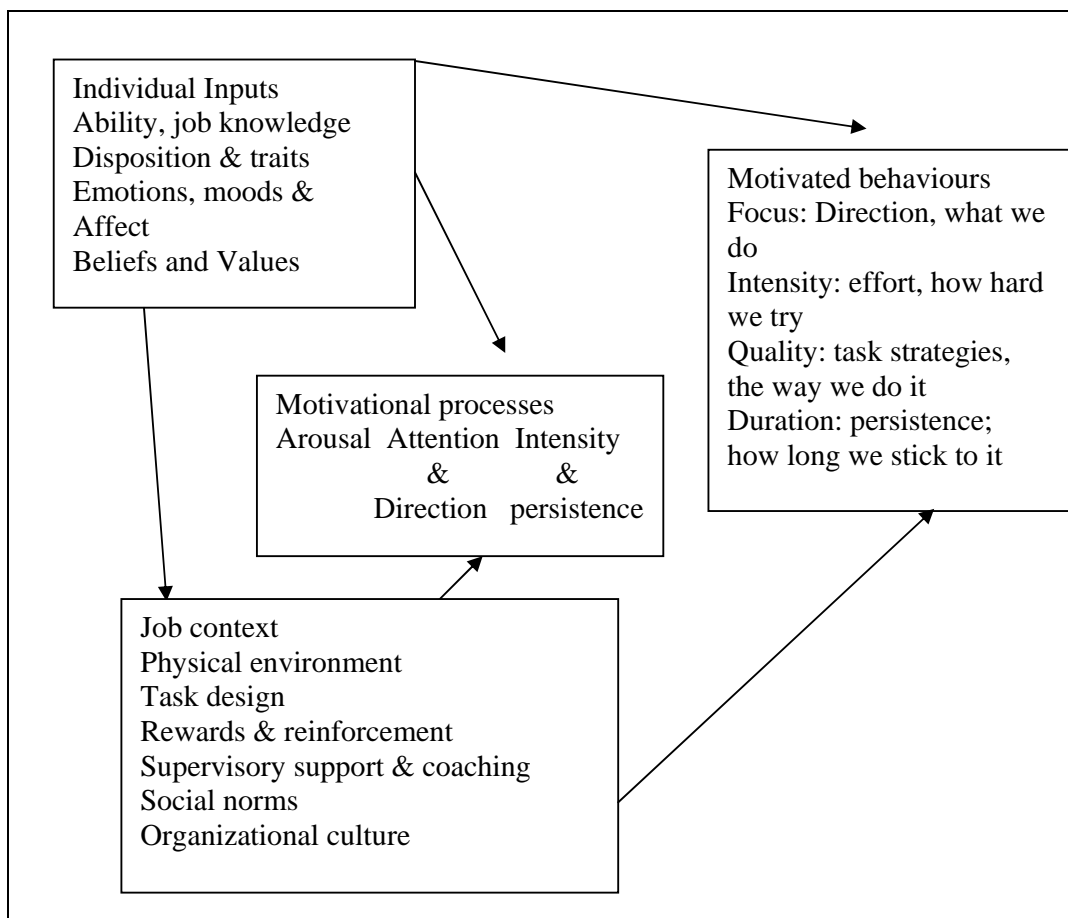 Individual Inputs
Ability, job knowledge
Disposition & traits
Emotions, moods &
Affect
Beliefs and Values
Motivated behaviours
Focus: Direction, what we
do
Intensity: effort, how hard
we try
Quality: task strategies,
the way we do it
Duration: persistence;
how long we stick to it
Motivational processes
Arousal Attention Intensity
& &
Direction persistence
Job context
Physical environment
Task design
Rewards & reinforcement
Supervisory support & coaching
Social norms
Organizational culture